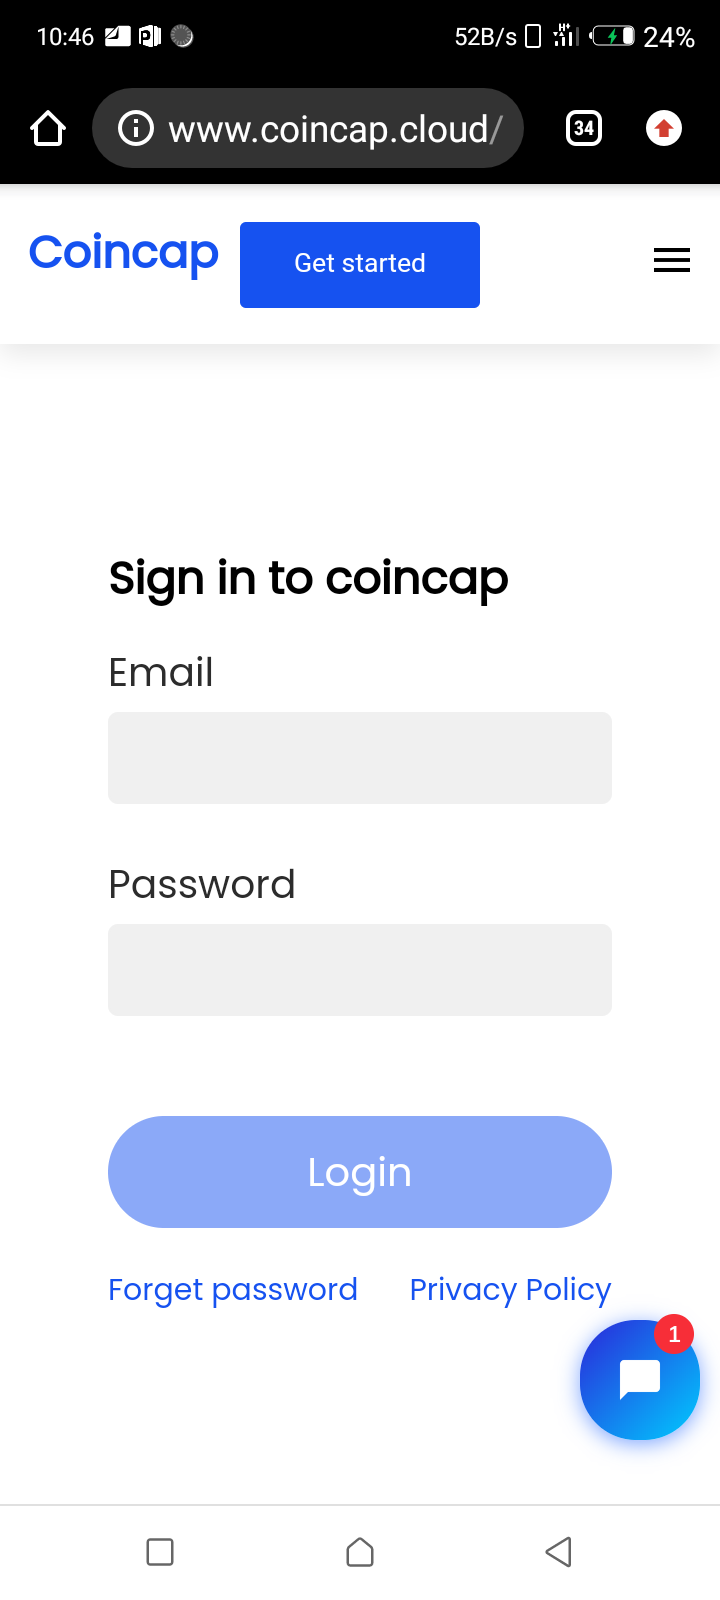 10:46 52B/s H+ 24%
www.coincap.cloud/ 34
Coincap Get started
Sign in to coincap
Email
Password
Login
Forget password Privacy Policy
1